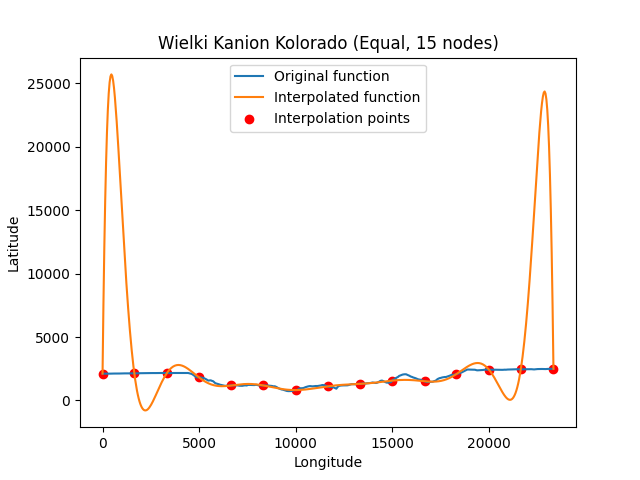 Wielki Kanion Kolorado (Equal, 15 nodes)
Original function
Interpolated function
Interpolation points
25000
20000
15000
10000
5000
0
Latitude
0 5000 10000 15000 20000
Longitude